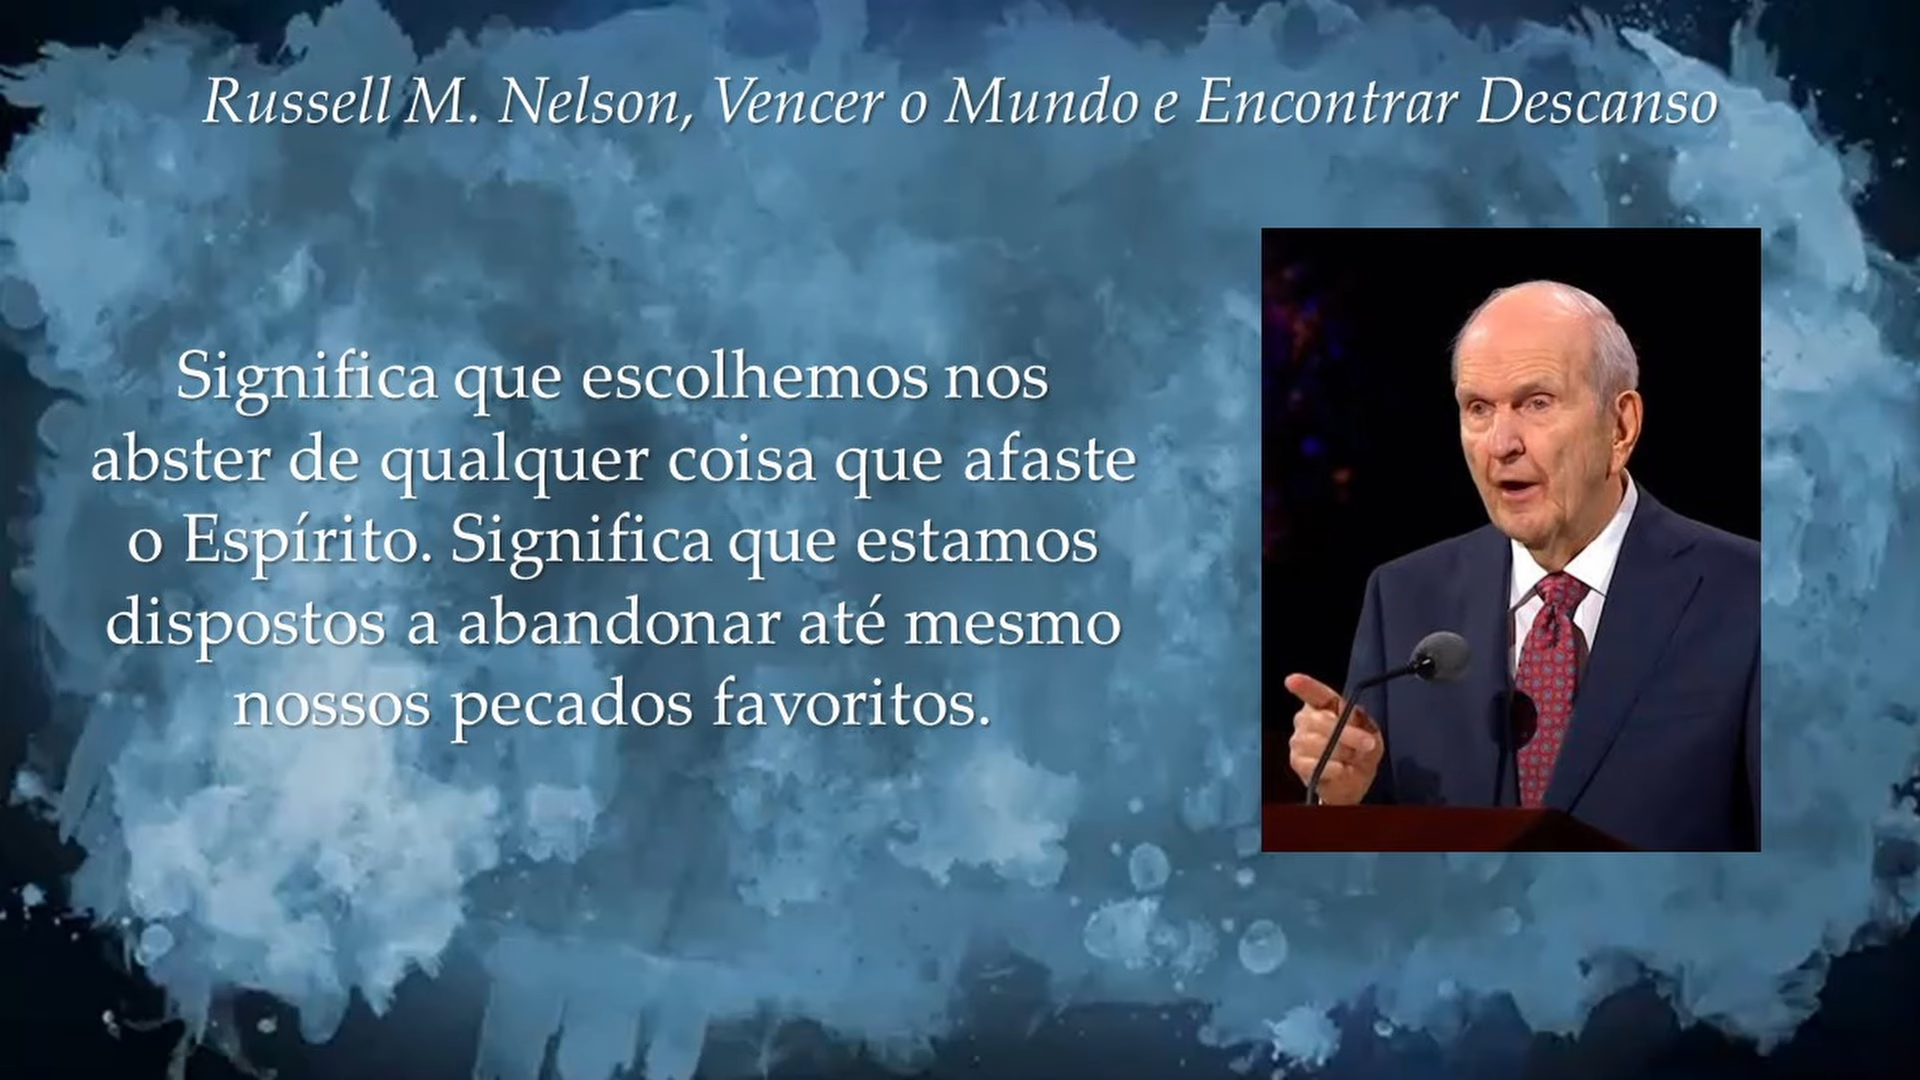 Russell M. Nelson, Vencer o Mundo e Encontrar Descanso
Significa que escolhemos nos
abster de qualquer coisa que afaste
o Espírito. Significa que estamos
dispostos a abandonar até mesmo
nossos pecados favoritos.